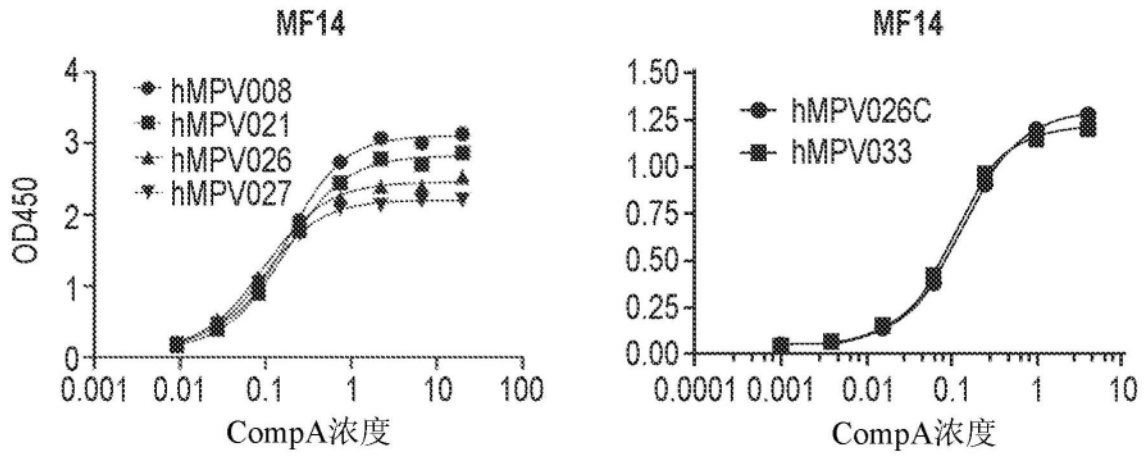 MF14
4
3
2
1
0
OD450
hMPV008
hMPV021
hMPV026
hMPV027
0.001 0.01 0.1 1 10 100
CompA浓度
MF14
1.50
1.25
1.00
0.75
0.50
0.25
0.00
hMPV026C
hMPV033
0.0001 0.001 0.01 0.1 1 10
CompA浓度